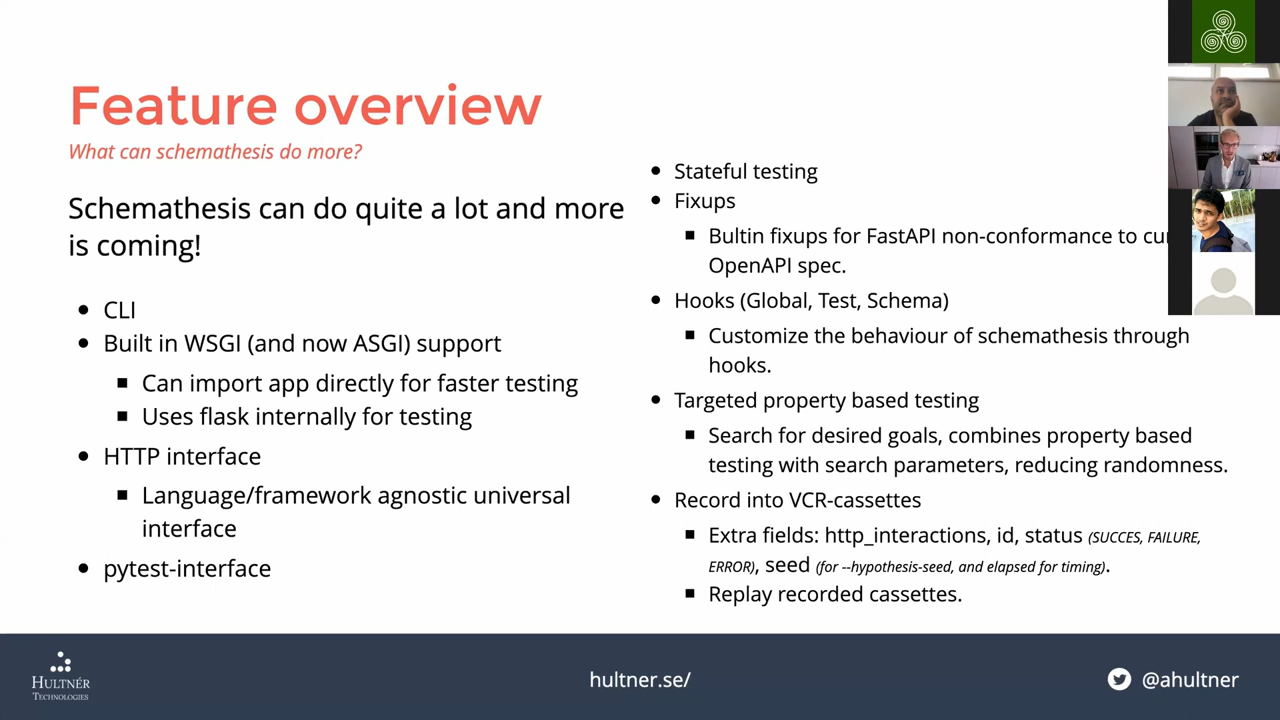 Feature overview
What can schemathesis do more?
Schemathesis can do quite a lot and more
is coming!
• CLI
• Built in WSGI (and now ASGI) support
▪ Can import app directly for faster testing
▪ Uses flask internally for testing
• HTTP interface
▪ Language/framework agnostic universal
interface
• pytest-interface
• Stateful testing
• Fixups
▪ Bultin fixups for FastAPI non-conformance to
OpenAPI spec.
• Hooks (Global, Test, Schema)
▪ Customize the behaviour of schemathesis through
hooks.
• Targeted property based testing
▪ Search for desired goals, combines property based
testing with search parameters, reducing randomness.
• Record into VCR-cassettes
▪ Extra fields: http_interactions, id, status (SUCCES, FAILURE,
ERROR), seed (for --hypothesis-seed, and elapsed for timing).
▪ Replay recorded cassettes.
HULTNÉR
TECHNOLOGIES
hultner.se/
@ahultner